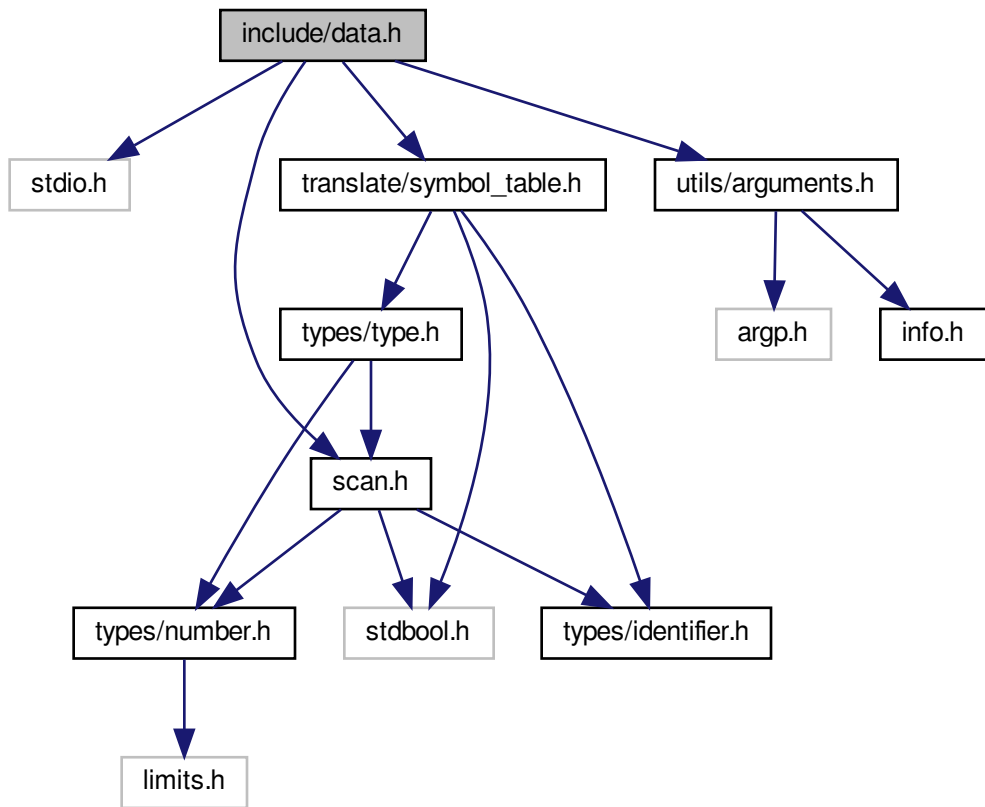 include/data.h
stdio.h
translate/symbol_table.h
utils/arguments.h
types/type.h
argp.h
info.h
scan.h
types/number.h
stdbool.h
types/identifier.h
limits.h